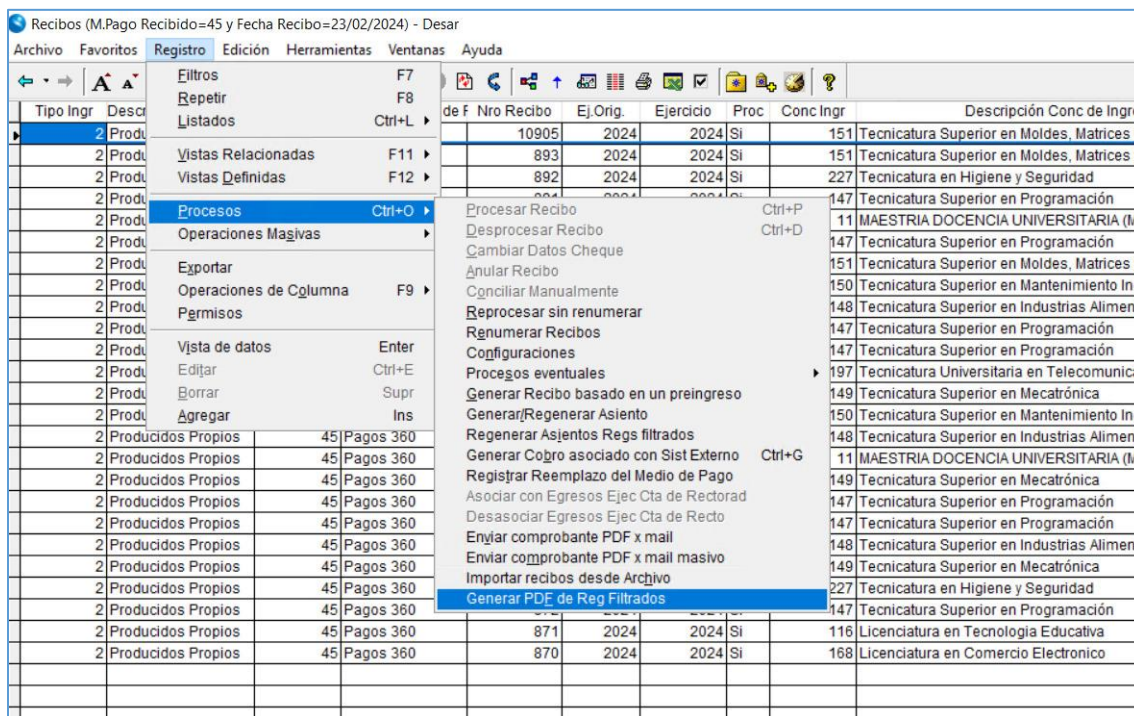 Recibos (M.Pago Recibido=45 y Fecha Recibo=23/02/2024) - Desar
Archivo Favoritos Registro Edición Herramientas Ventanas Ayuda
Tipo Ingr Descr de F Nro Recibo Ej.Orig. Ejercicio Proc Conc Ingr Descripción Conc de Ingre
Filtros F7
Repetir F8
Listados Ctrl+L
Vistas Relacionadas F11
Vistas Definidas F12
Procesos Ctrl+O
Operaciones Masivas
Exportar
Operaciones de Columna F9
Permisos
Vista de datos Enter
Editar Ctrl+E
Borrar Supr
Agregar Ins
Procesar Recibo Ctrl+P
Desprocesar Recibo Ctrl+D
Cambiar Datos Cheque
Anular Recibo
Conciliar Manualmente
Reprocesar sin renumerar
Renumerar Recibos
Configuraciones
Procesos eventuales
Generar Recibo basado en un preingreso
Generar/Regenerar Asiento
Regenerar Asientos Regs filtrados
Generar Cobro asociado con Sist Externo Ctrl+G
Registrar Reemplazo del Medio de Pago
Asociar con Egresos Ejec Cta de Rectorad
Desasociar Egresos Ejec Cta de Recto
Enviar comprobante PDF x mail
Enviar comprobante PDF x mail masivo
Importar recibos desde Archivo
Generar PDF de Reg Filtrados
2 Produ 10905 2024 2024 Si 151 Tecnicatura Superior en Moldes, Matrices
2 Produ 893 2024 2024 Si 151 Tecnicatura Superior en Moldes, Matrices
2 Produ 892 2024 2024 Si 227 Tecnicatura en Higiene y Seguridad
2 Produ 147 Tecnicatura Superior en Programación
2 Produ 11 MAESTRIA DOCENCIA UNIVERSITARIA (M
2 Produ 147 Tecnicatura Superior en Programación
2 Produ 151 Tecnicatura Superior en Moldes, Matrices
2 Produ 150 Tecnicatura Superior en Mantenimiento In
2 Produ 148 Tecnicatura Superior en Industrias Alimen
2 Produ 147 Tecnicatura Superior en Programación
2 Produ 147 Tecnicatura Superior en Programación
2 Produ 197 Tecnicatura Universitaria en Telecomunica
2 Produ 149 Tecnicatura Superior en Mecatrónica
2 Produ 150 Tecnicatura Superior en Mantenimiento In
2 Producidos Propios 45 Pagos 360 148 Tecnicatura Superior en Industrias Alimen
2 Producidos Propios 45 Pagos 360 11 MAESTRIA DOCENCIA UNIVERSITARIA (M
2 Producidos Propios 45 Pagos 360 149 Tecnicatura Superior en Mecatrónica
2 Producidos Propios 45 Pagos 360 147 Tecnicatura Superior en Programación
2 Producidos Propios 45 Pagos 360 147 Tecnicatura Superior en Programación
2 Producidos Propios 45 Pagos 360 148 Tecnicatura Superior en Industrias Alimen
2 Producidos Propios 45 Pagos 360 149 Tecnicatura Superior en Mecatrónica
2 Producidos Propios 45 Pagos 360 227 Tecnicatura en Higiene y Seguridad
2 Producidos Propios 45 Pagos 360 147 Tecnicatura Superior en Programación
2 Producidos Propios 45 Pagos 360 871 2024 2024 Si 116 Licenciatura en Tecnologia Educativa
2 Producidos Propios 45 Pagos 360 870 2024 2024 Si 168 Licenciatura en Comercio Electronico